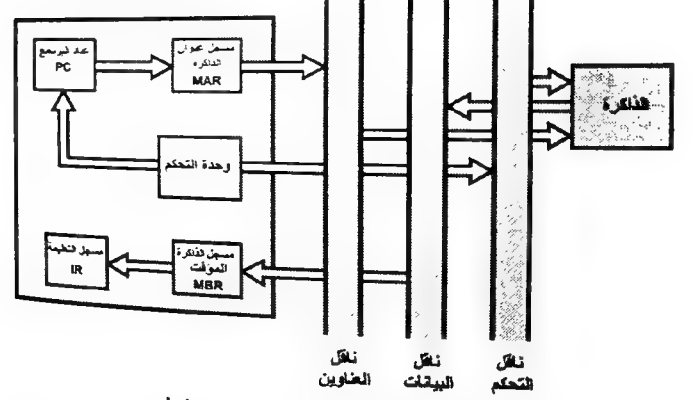 عداد البرنامج
PC
مسجل عنوان
الذاكرة
MAR
الذاكرة
وحدة التحكم
مسجل التعليمة
IR
مسجل الذاكرة
المؤقت
MBR
ناقل
العناوين
ناقل
البيانات
ناقل
التحكم